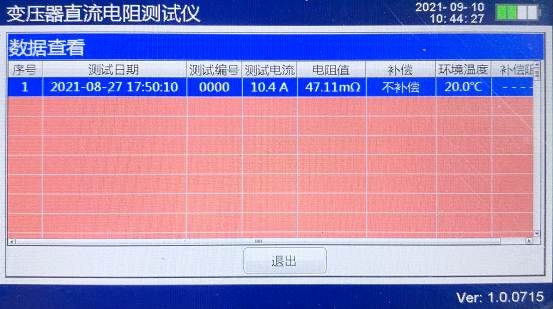 变压器直流电阻测试仪
2021-09-10
10:44:27
数据查看
序号 测试日期 测试编号 测试电流 电阻值 补偿 环境温度 补偿阻
1 2021-08-27 17:50:10 0000 10.4 A 47.11mΩ 不补偿 20.0℃ ----
退出
Ver: 1.0.0715